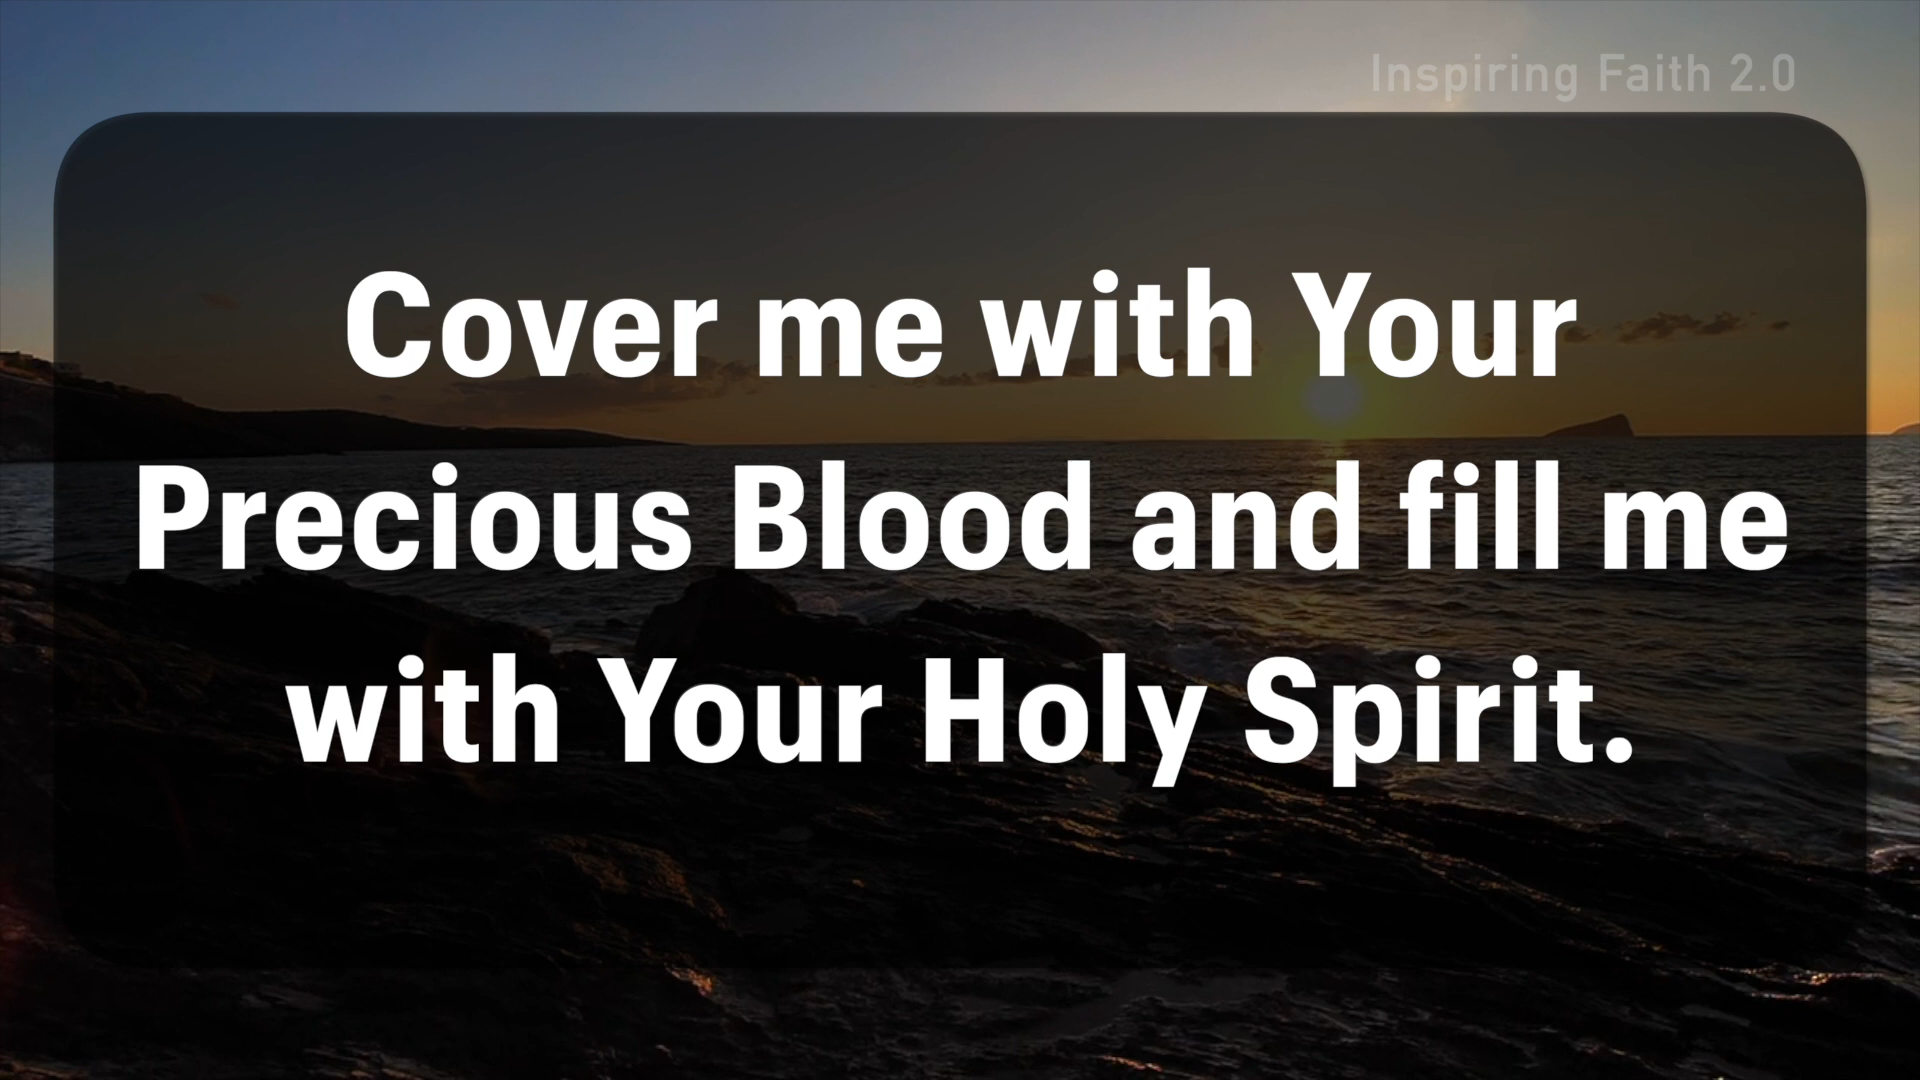 Inspiring Faith 2.0
Cover me with Your
Precious Blood and fill me
with Your Holy Spirit.